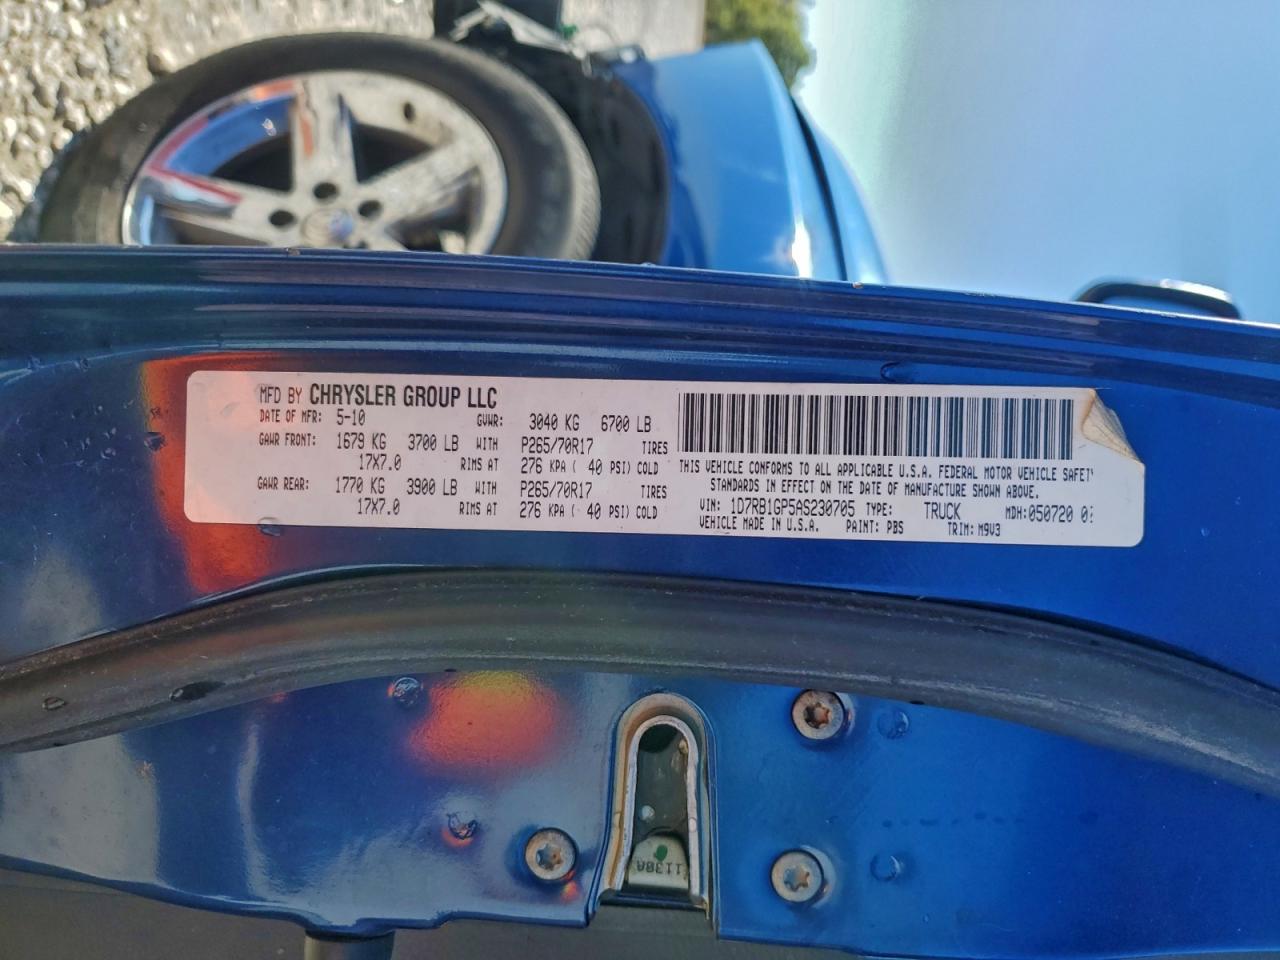 MFD BY CHRYSLER GROUP LLC
DATE OF MFR: 5-10 GVWR: 3040 KG 6700 LB
GAWR FRONT: 1679 KG 3700 LB WITH P265/70R17 TIRES
17X7.0 RIMS AT 276 KPA ( 40 PSI) COLD
GAWR REAR: 1770 KG 3900 LB WITH P265/70R17 TIRES
17X7.0 RIMS AT 276 KPA ( 40 PSI) COLD
THIS VEHICLE CONFORMS TO ALL APPLICABLE U.S.A. FEDERAL MOTOR VEHICLE SAFETY
STANDARDS IN EFFECT ON THE DATE OF MANUFACTURE SHOWN ABOVE.
VIN: 1D7RB1GP5AS230705 TYPE: TRUCK MDH:050720
VEHICLE MADE IN U.S.A. PAINT: PBS TRIM: M9V3
1138A